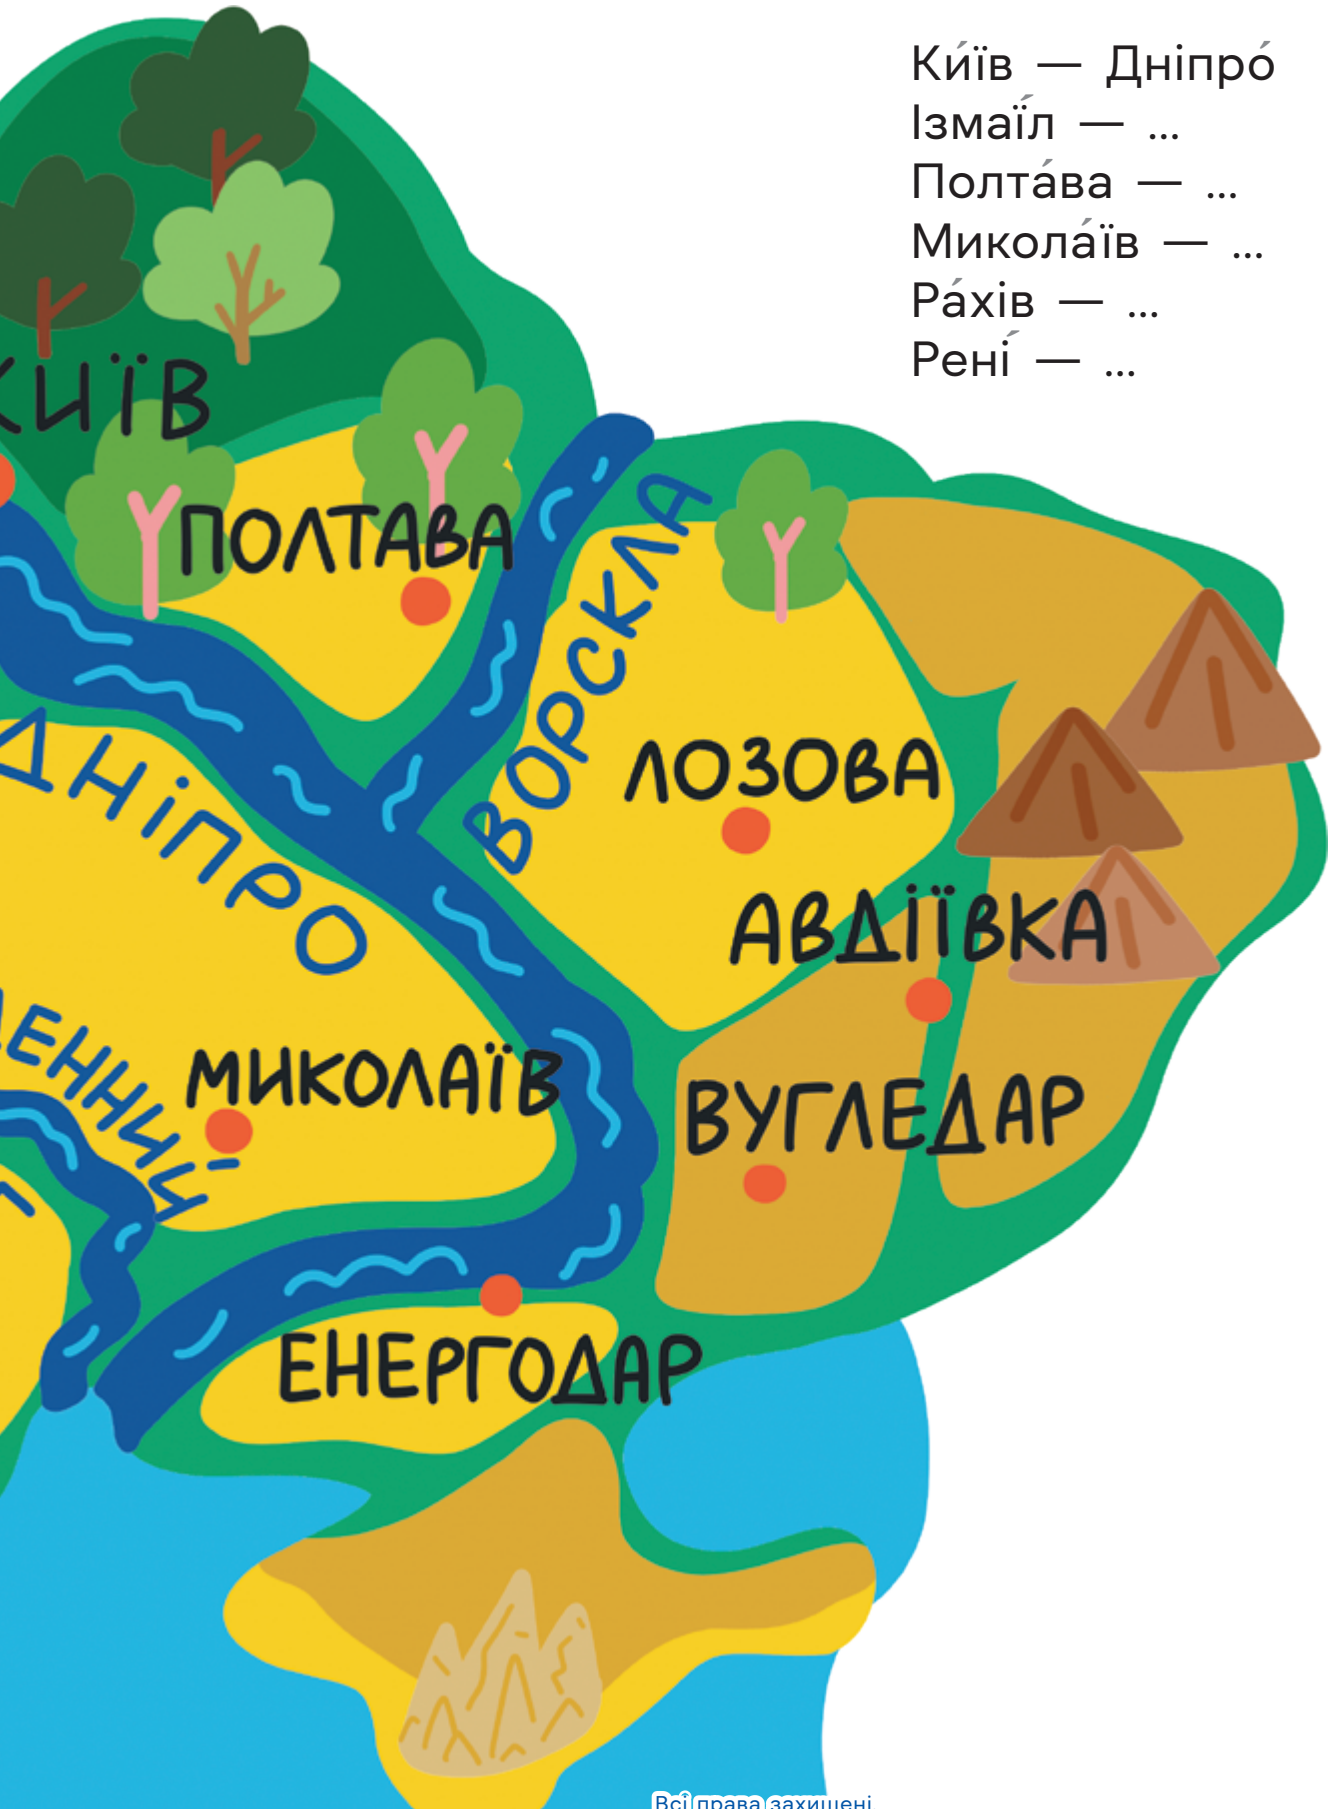 Ки́їв — Дніпро́
Ізмаї́л — ...
Полта́ва — ...
Микола́їв — ...
Ра́хів — ...
Рені́ — ...
КИЇВ
ПОЛТАВА
ВОРСКЛА
ЛОЗОВА
ДНІПРО
АВДІЇВКА
ДЕННИЙ
МИКОЛАЇВ
ВУГЛЕДАР
ЕНЕРГОДАР
Всі права захищені